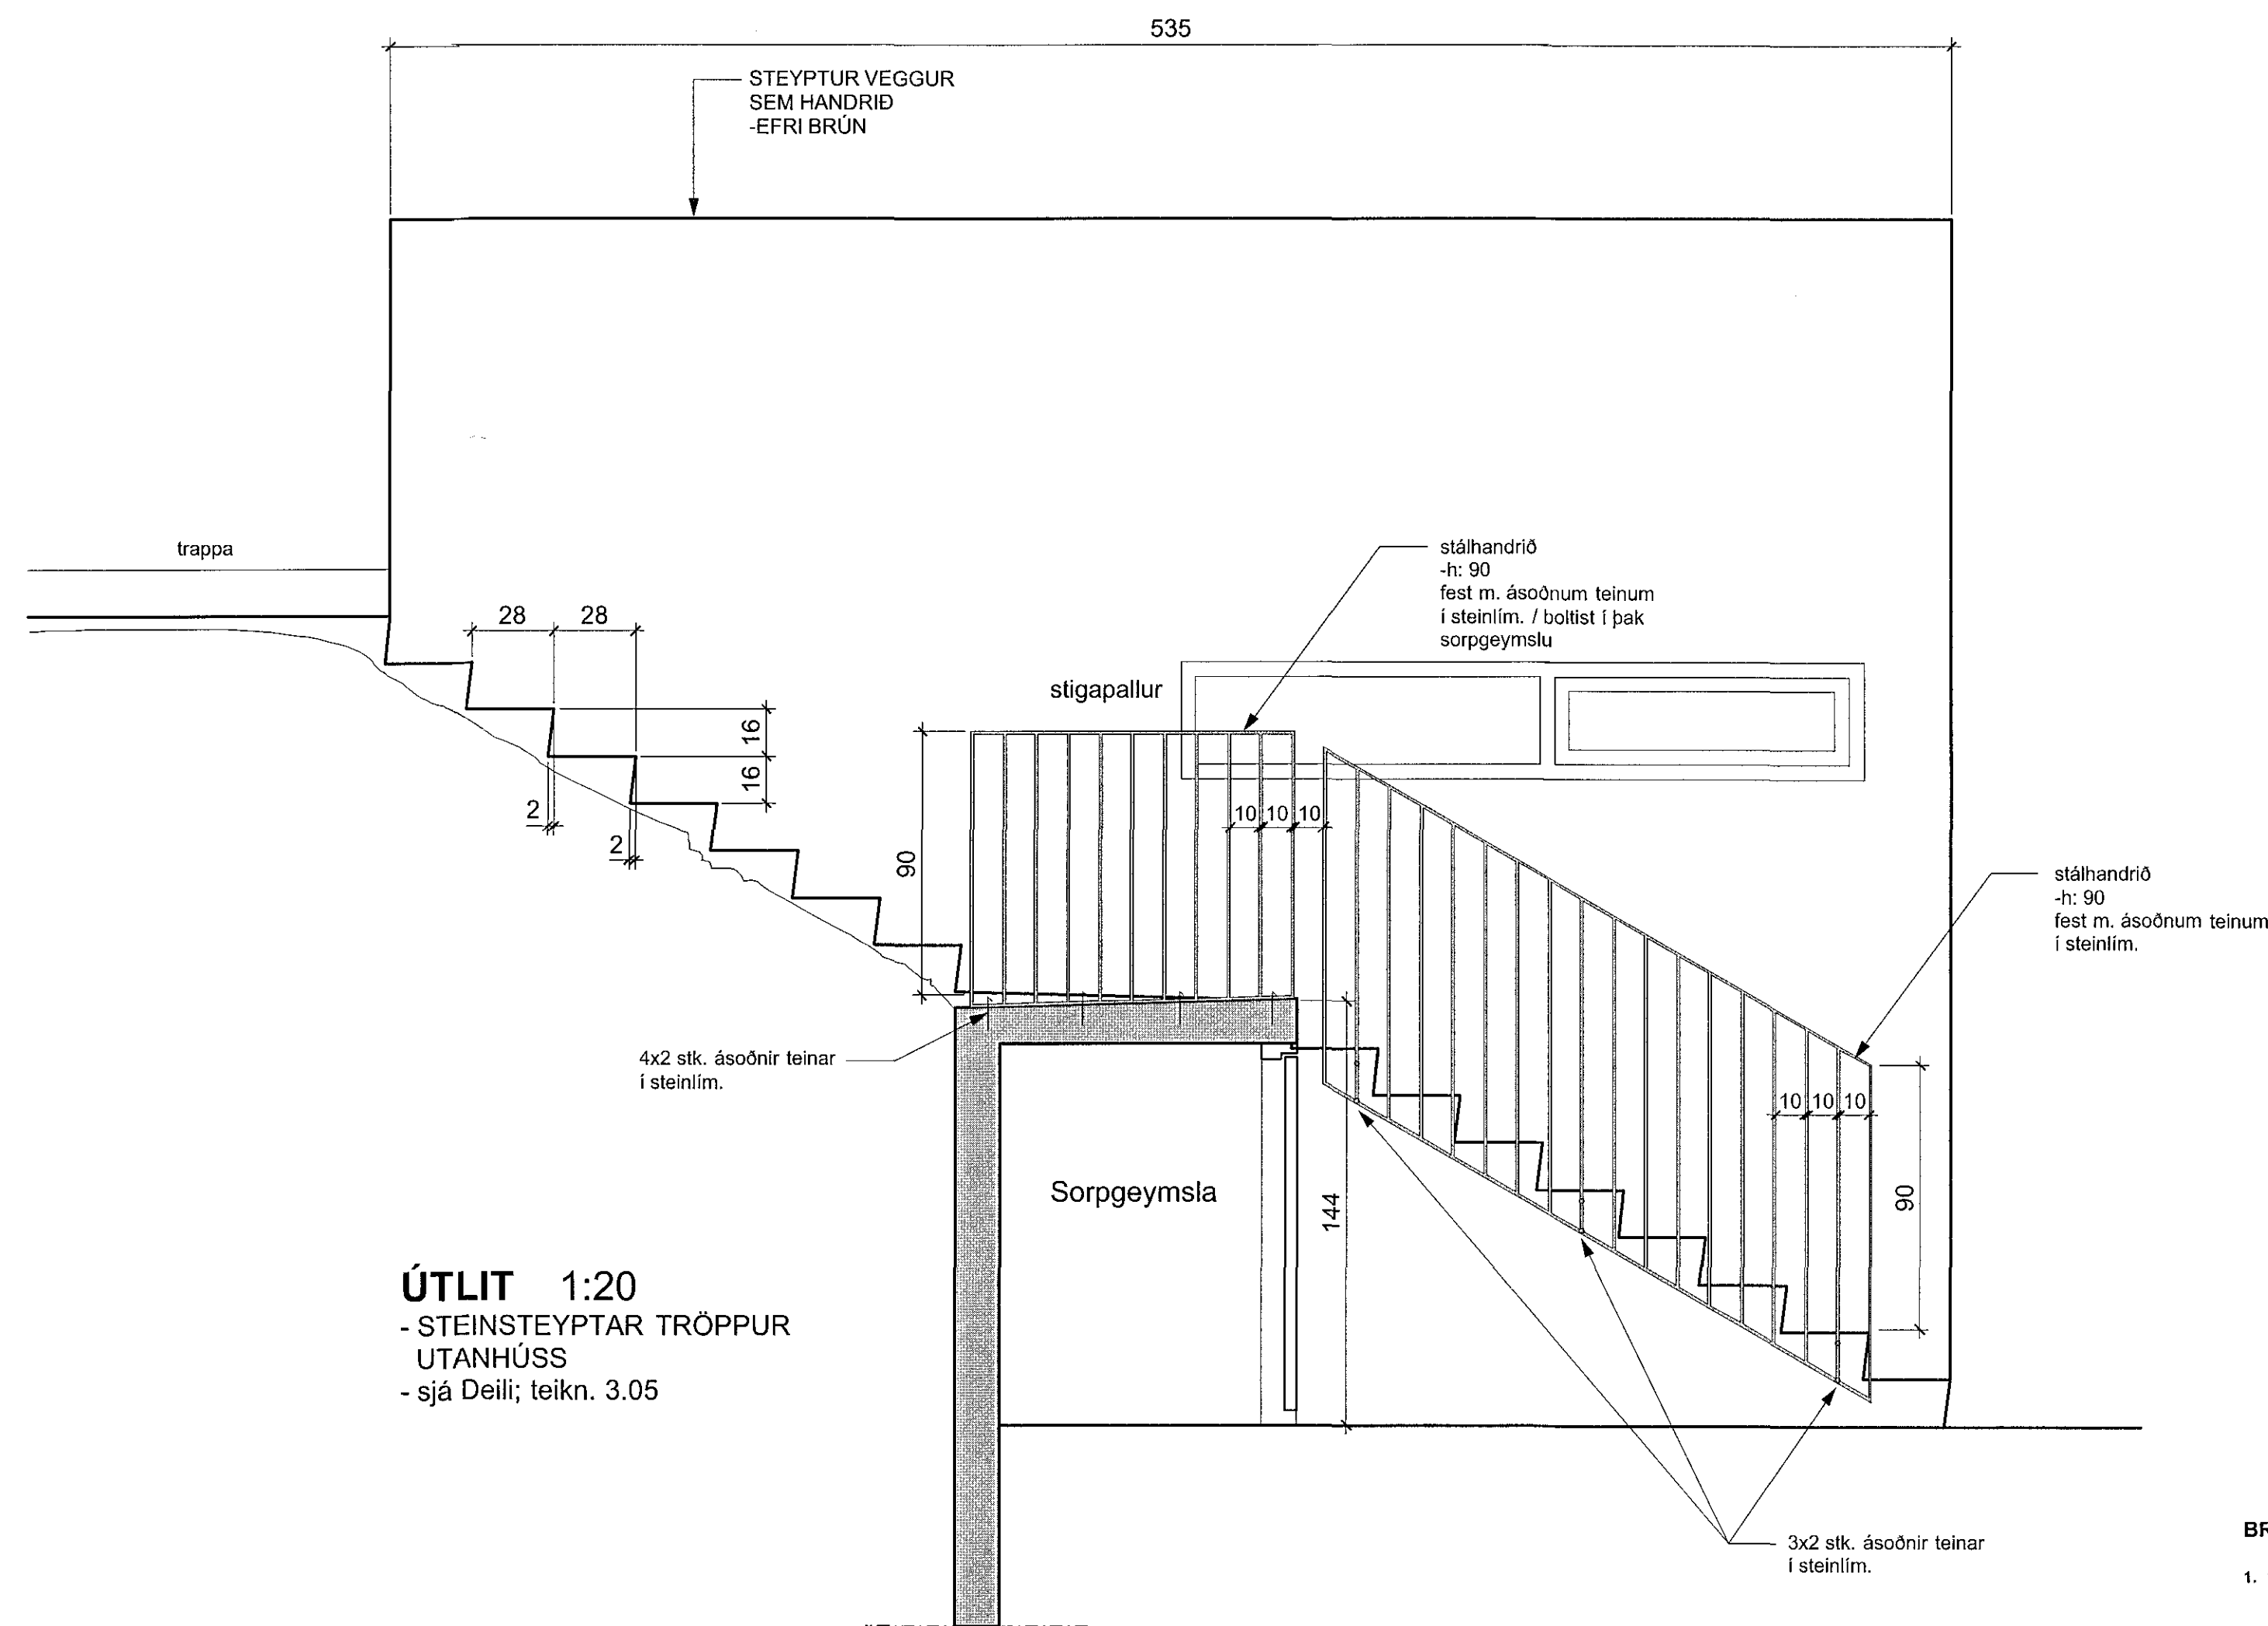 535
STEYPTUR VEGGUR
SEM HANDRIÐ
-EFRI BRÚN
trappa
stálhandrið
-h: 90
fest m. ásoðnum teinum
í steinlím. / boltist í þak
sorpgeymslu
28 28
stigapallur
16
16
2
2
10 10 10
90
stálhandrið
-h: 90
fest m. ásoðnum teinum
í steinlím.
4x2 stk. ásoðnir teinar
í steinlím.
10 10 10
Sorpgeymsla
144
90
ÚTLIT 1:20
- STEINSTEYPTAR TRÖPPUR
UTANHÚSS
- sjá Deili; teikn. 3.05
3x2 stk. ásoðnir teinar
í steinlím.
BR
1.